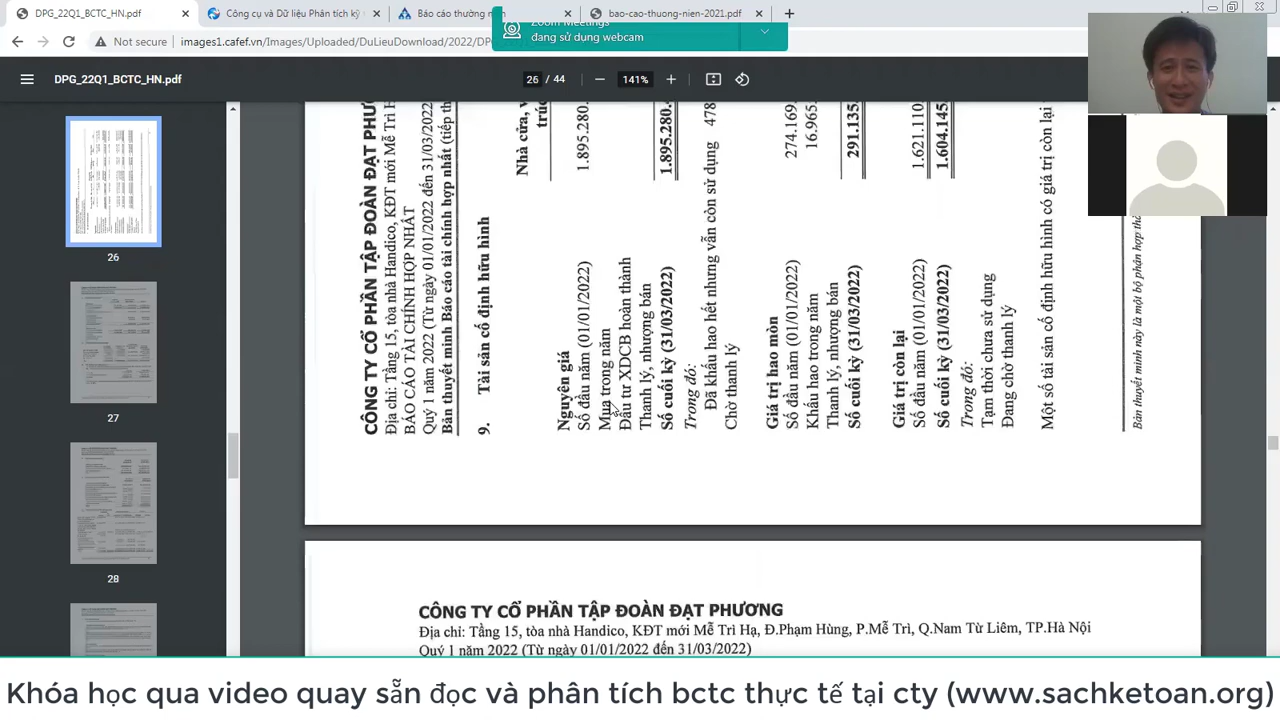 DPG_22Q1_BCTC_HN.pdf
Công cụ và Dữ liệu Phân tích kỹ t
Báo cáo thường n
bao-cao-thuong-nien-2021.pdf
Zoom Meetings
đang sử dụng webcam
Not secure
images1.cafef.vn/Images/Uploaded/DuLieuDownload/2022/DP
DPG_22Q1_BCTC_HN.pdf
26 / 44
141%
26
27
28
CÔNG TY CỔ PHẦN TẬP ĐOÀN ĐẠT PHƯƠ
Địa chỉ: Tầng 15, tòa nhà Handico, KĐT mới Mễ Trì H
BÁO CÁO TÀI CHÍNH HỢP NHẤT
Quý 1 năm 2022 (Từ ngày 01/01/2022 đến 31/03/2022
Bản thuyết minh Báo cáo tài chính hợp nhất (tiếp th
9. Tài sản cố định hữu hình
Nhà cửa, v
trúc
Nguyên giá
Số đầu năm (01/01/2022) 1.895.280.
Mua trong năm
Đầu tư XDCB hoàn thành
Thanh lý, nhượng bán
Số cuối kỳ (31/03/2022) 1.895.280.
Trong đó:
Đã khấu hao hết nhưng vẫn còn sử dụng 478
Chờ thanh lý
Giá trị hao mòn
Số đầu năm (01/01/2022) 274.169
Khấu hao trong năm 16.965.
Thanh lý, nhượng bán
Số cuối kỳ (31/03/2022) 291.135
Giá trị còn lại
Số đầu năm (01/01/2022) 1.621.110
Số cuối kỳ (31/03/2022) 1.604.145
Trong đó:
Tạm thời chưa sử dụng
Đang chờ thanh lý
Một số tài sản cố định hữu hình có giá trị còn lại
Bản thuyết minh này là một bộ phận hợp thà
CÔNG TY CỔ PHẦN TẬP ĐOÀN ĐẠT PHƯƠNG
Địa chỉ: Tầng 15, tòa nhà Handico, KĐT mới Mễ Trì Hạ, Đ.Phạm Hùng, P.Mễ Trì, Q.Nam Từ Liêm, TP.Hà Nội
Quý 1 năm 2022 (Từ ngày 01/01/2022 đến 31/03/2022)
Khóa học qua video quay sẵn đọc và phân tích bctc thực tế tại cty (www.sachketoan.org)